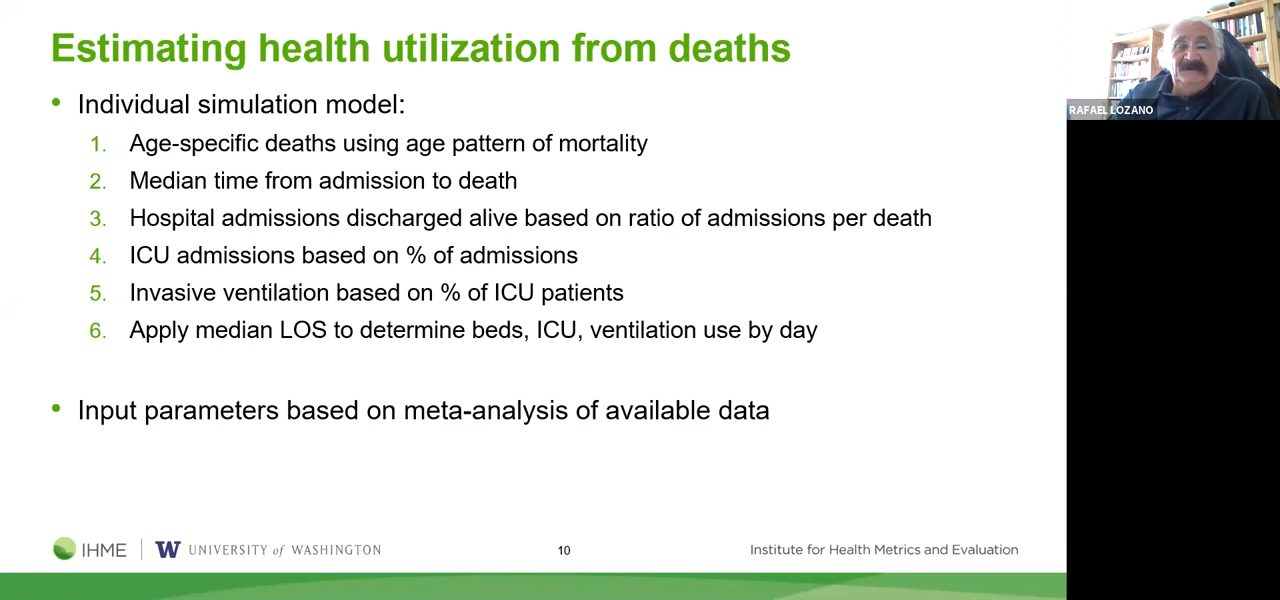 Estimating health utilization from deaths
• Individual simulation model:
1. Age-specific deaths using age pattern of mortality
2. Median time from admission to death
3. Hospital admissions discharged alive based on ratio of admissions per death
4. ICU admissions based on % of admissions
5. Invasive ventilation based on % of ICU patients
6. Apply median LOS to determine beds, ICU, ventilation use by day
• Input parameters based on meta-analysis of available data
IHME | W UNIVERSITY of WASHINGTON
10
Institute for Health Metrics and Evaluation
RAFAEL LOZANO